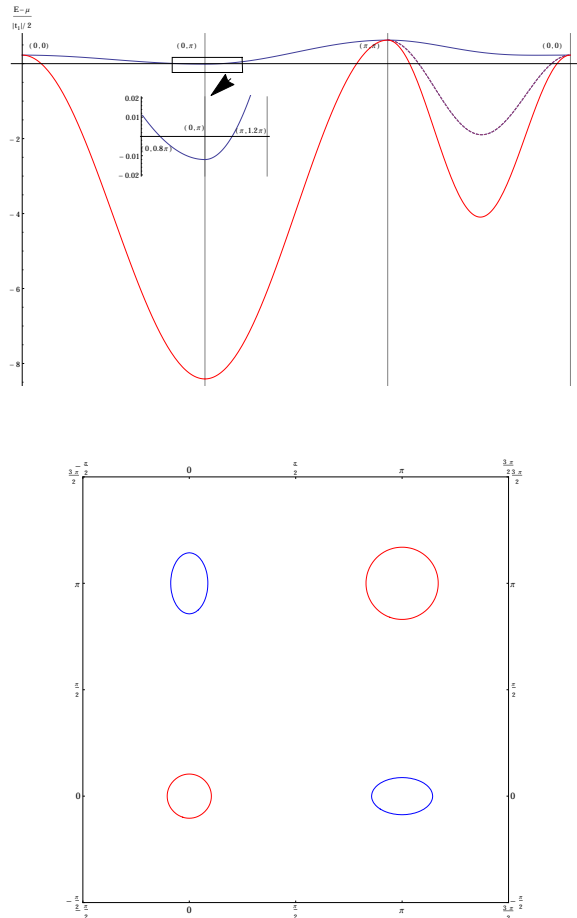 E-μ
|t₁|/2
(0,0) (0,π) (π,π) (0,0)
0.02
0.01
(0,π) (π,1.2π)
(0,0.8π)
-0.01
-0.02
-2
-4
-6
-8
3π/2 -π/2 0 π/2 π 3π/2 3π/2
π π
π/2 π/2
0 0
-π/2 -π/2 0 π/2 π 3π/2 -π/2